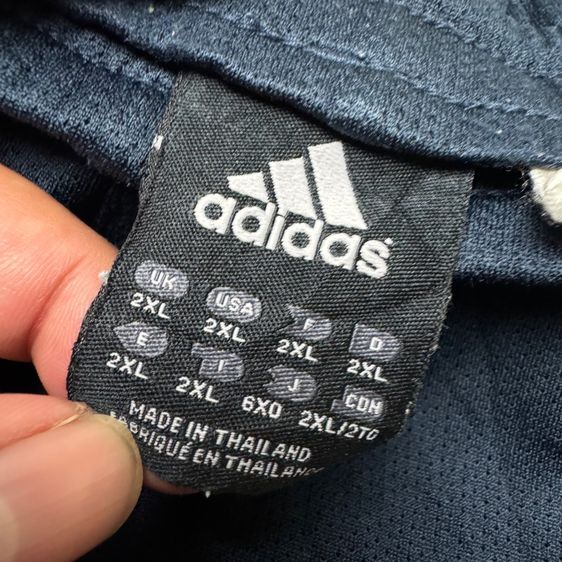 adidas
UK USA F D
2XL 2XL 2XL 2XL
E I J CDN
2XL 2XL 6XO 2XL/2TG
MADE IN THAILAND
FABRIQUÉ EN THAILANDE